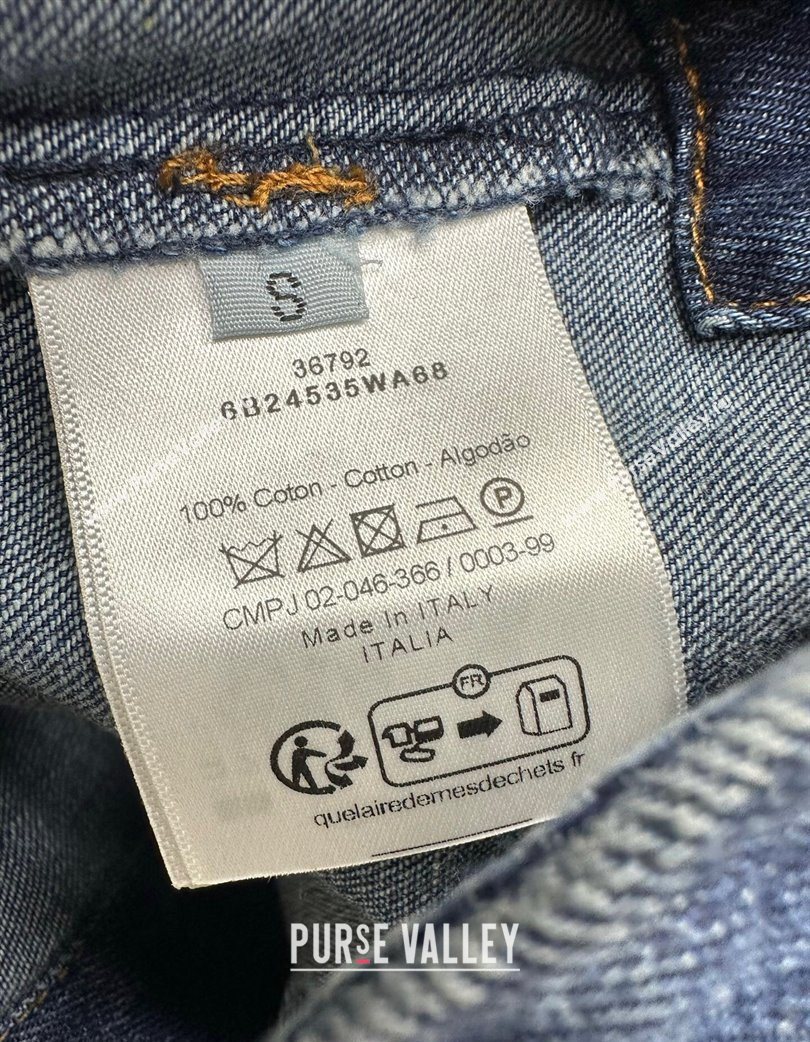 S
36792
6B24535WA68
100% Coton - Cotton - Algodão
P
CMPJ 02-046-366 / 0003-99
Made In ITALY
ITALIA
FR
quelairedemesdechets fr
PURSE VALLEY